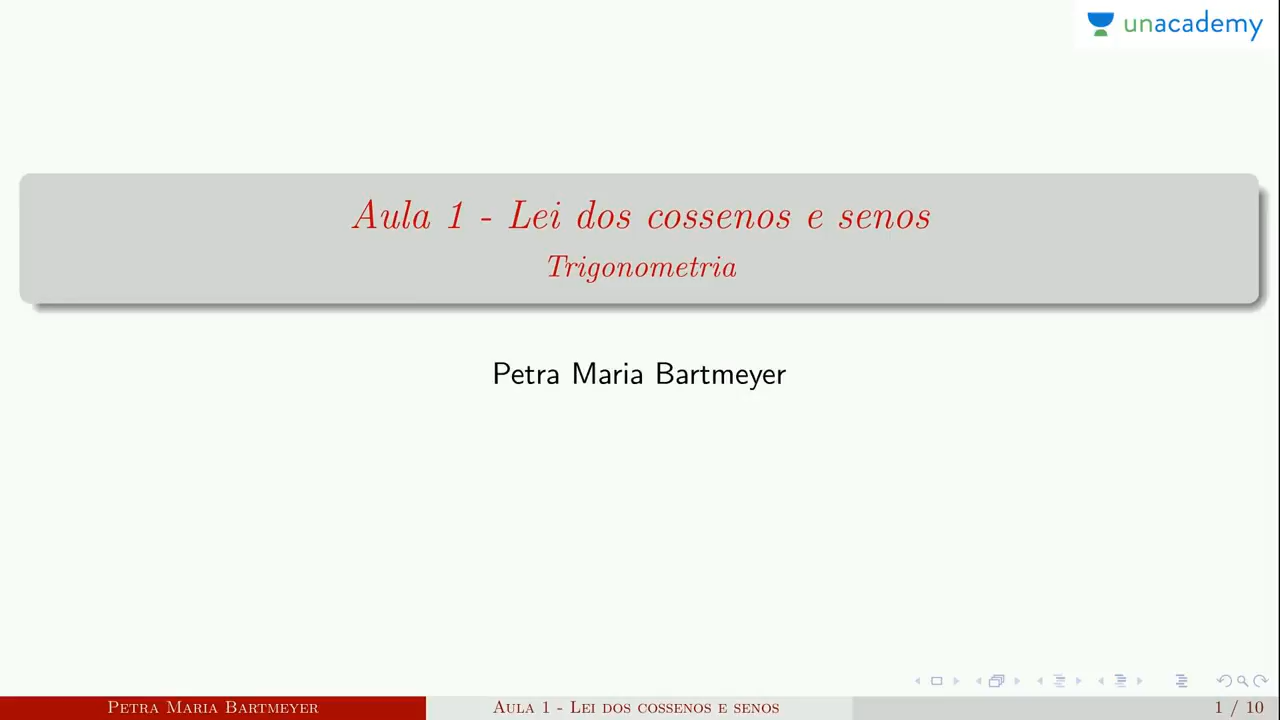 unacademy
Aula 1 - Lei dos cossenos e senos
Trigonometria
Petra Maria Bartmeyer
Petra Maria Bartmeyer
Aula 1 - Lei dos cossenos e senos
1 / 10